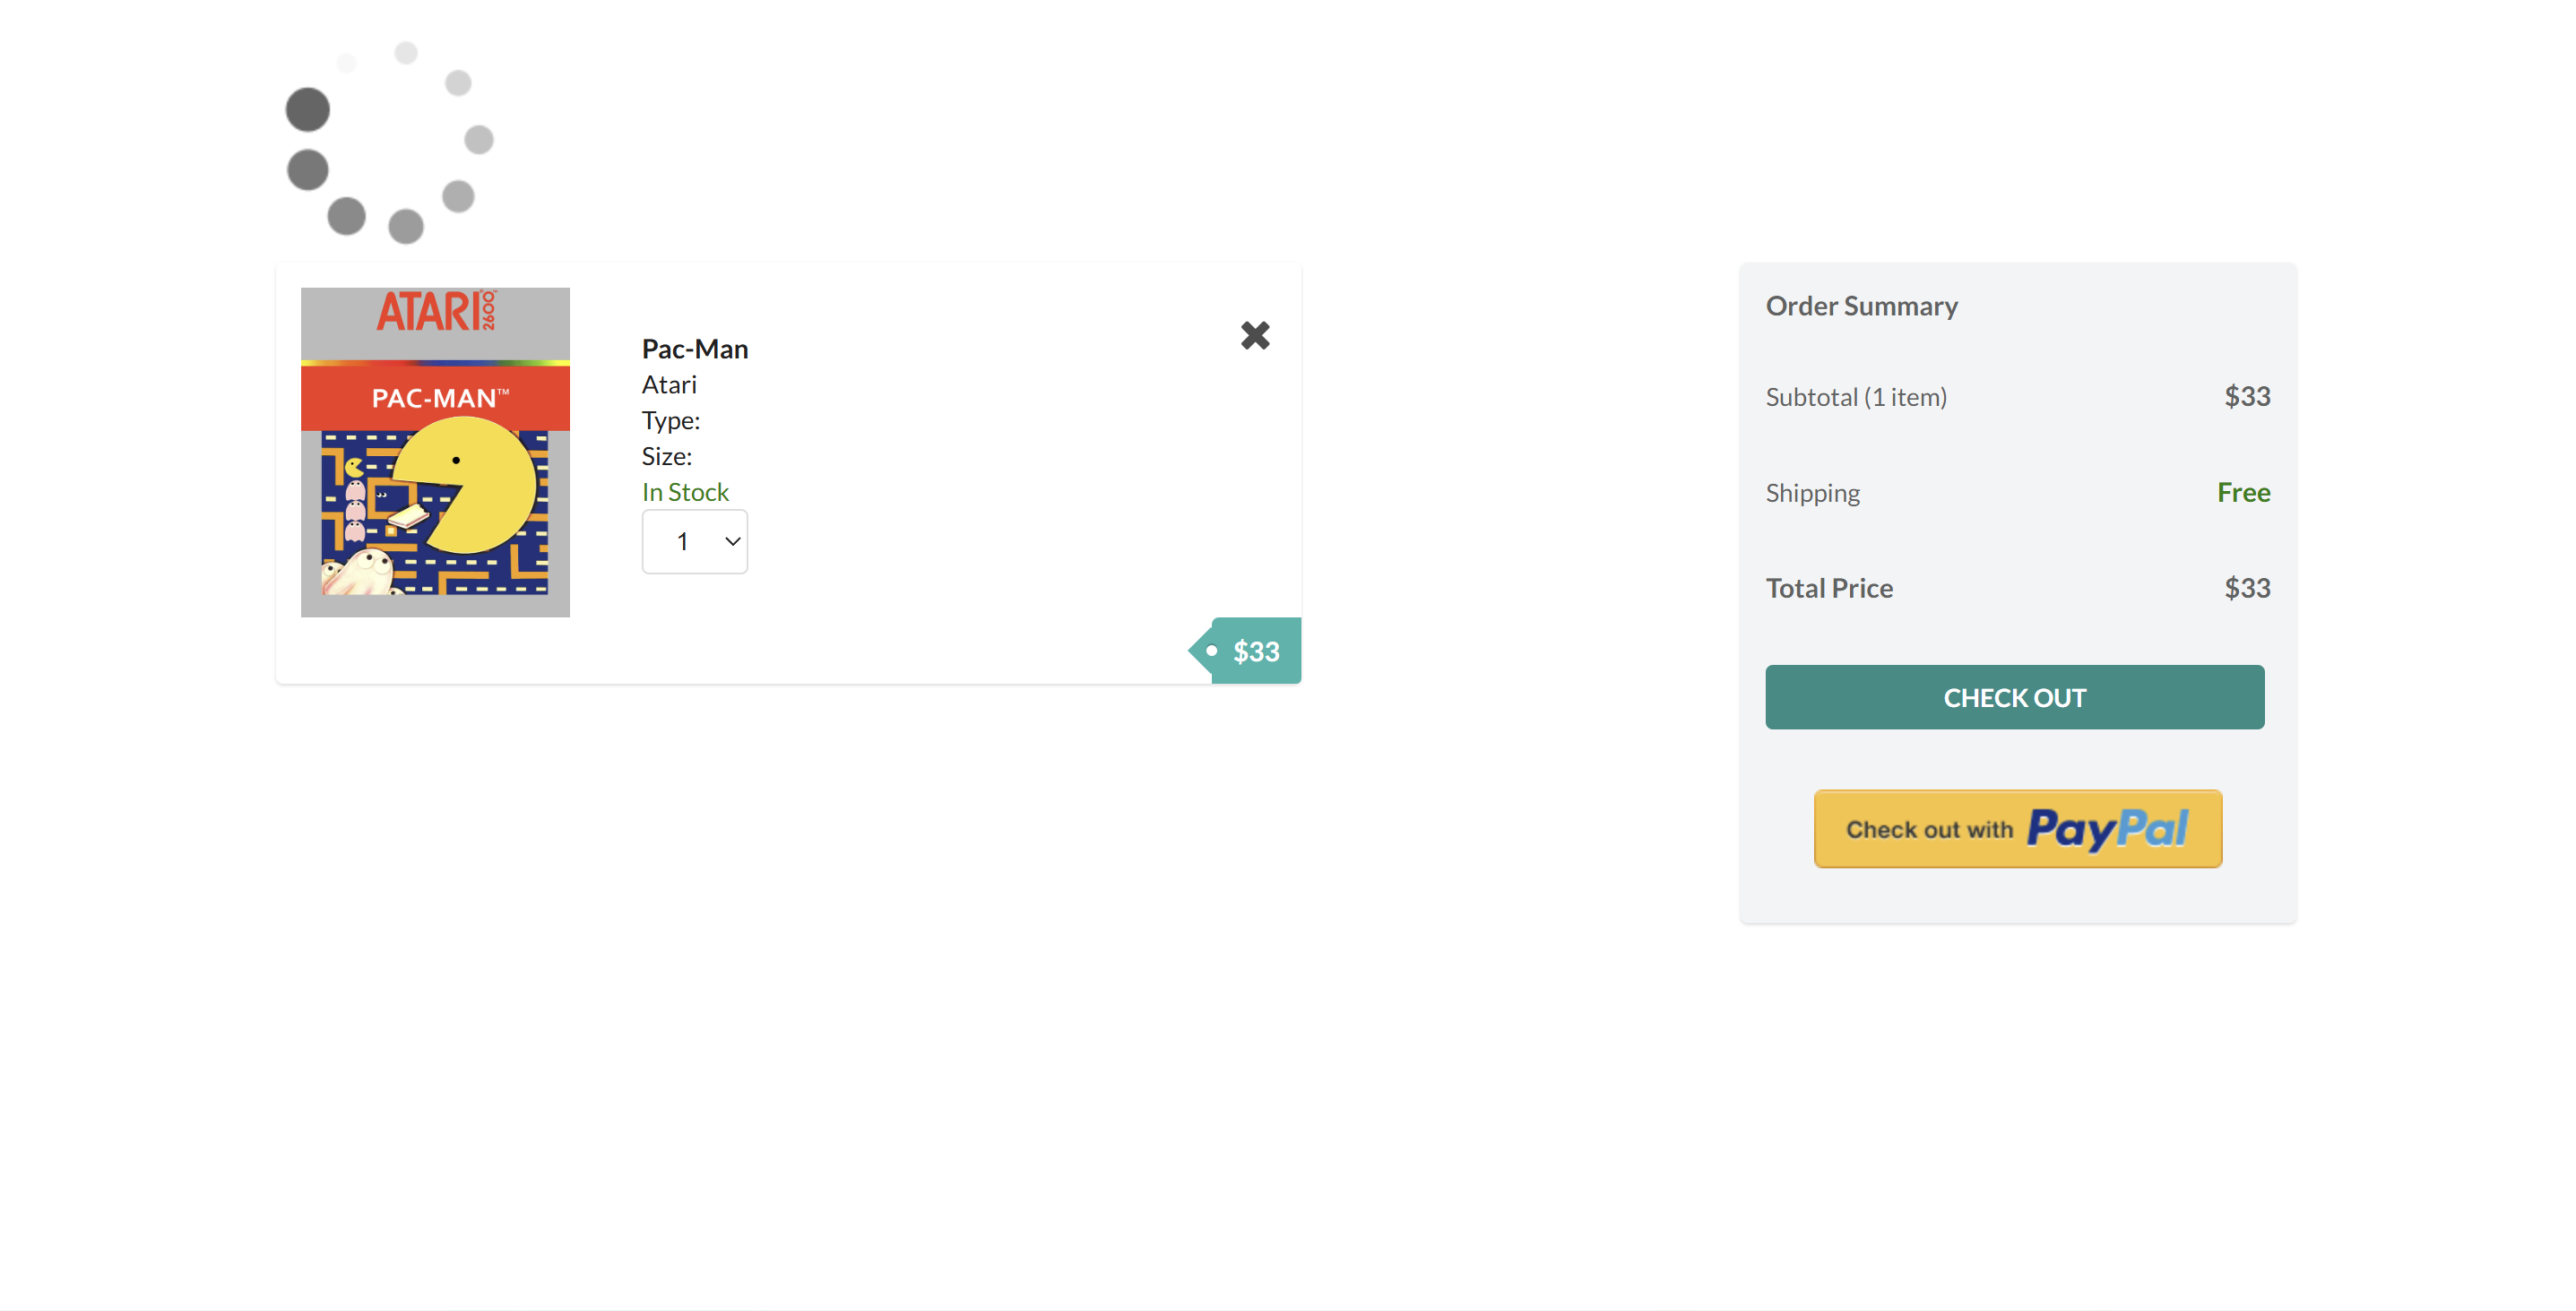 ATARI 2600™
PAC-MAN™
Pac-Man
Atari
Type:
Size:
In Stock
1
$33
Order Summary
Subtotal (1 item) $33
Shipping Free
Total Price $33
CHECK OUT
Check out with PayPal